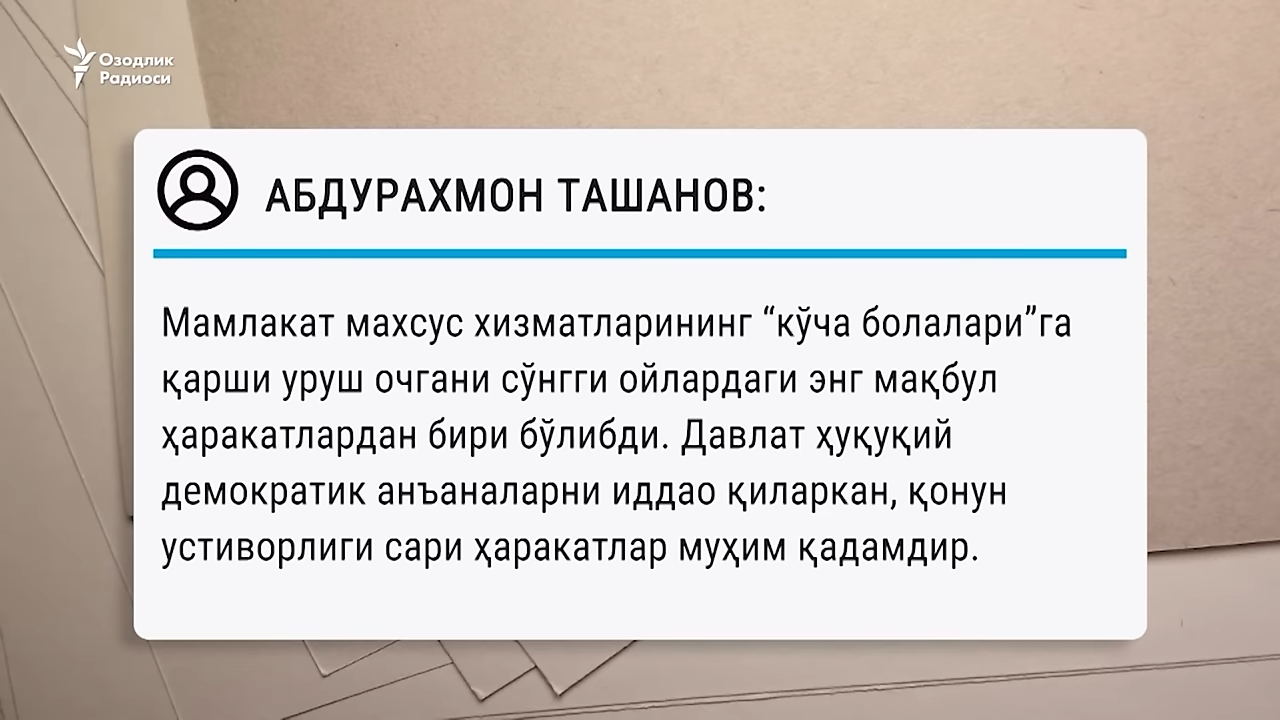 Озодлик
Радиоси
АБДУРАХМОН ТАШАНОВ:
Мамлакат махсус хизматларининг “кўча болалари”га
қарши уруш очгани сўнгги ойлардаги энг мақбул
ҳаракатлардан бири бўлибди. Давлат ҳуқуқий
демократик анъаналарни иддао қиларкан, қонун
устиворлиги сари ҳаракатлар муҳим қадамдир.